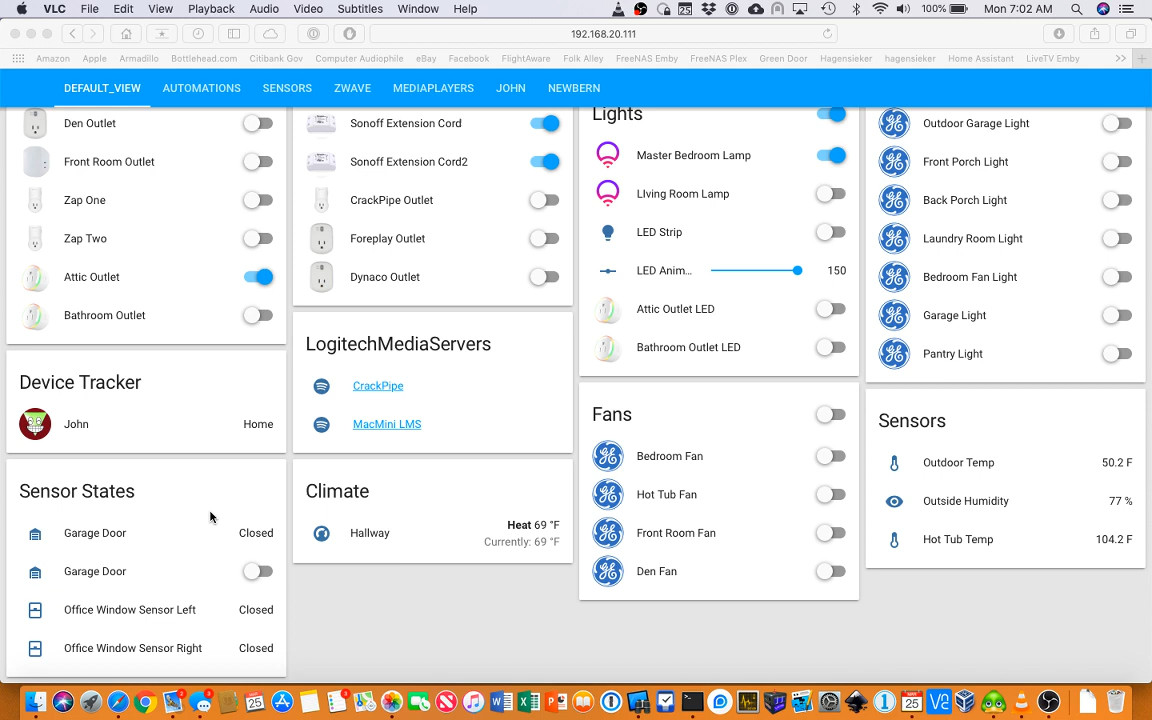 VLC File Edit View Playback Audio Video Subtitles Window Help
100% Mon 7:02 AM
192.168.20.111
Amazon Apple Armadillo Bottlehead.com Citibank Gov Computer Audiophile eBay Facebook FlightAware Folk Alley FreeNAS Emby FreeNAS Plex Green Door Hagensieker hagensieker Home Assistant LiveTV Emby
DEFAULT_VIEW AUTOMATIONS SENSORS ZWAVE MEDIAPLAYERS JOHN NEWBERN
Den Outlet
Front Room Outlet
Zap One
Zap Two
Attic Outlet
Bathroom Outlet
Device Tracker
John Home
Sensor States
Garage Door Closed
Garage Door
Office Window Sensor Left Closed
Office Window Sensor Right Closed
Sonoff Extension Cord
Sonoff Extension Cord2
CrackPipe Outlet
Foreplay Outlet
Dynaco Outlet
LogitechMediaServers
CrackPipe
MacMini LMS
Climate
Hallway Heat 69 °F
Currently: 69 °F
Lights
Master Bedroom Lamp
LIving Room Lamp
LED Strip
LED Anim... 150
Attic Outlet LED
Bathroom Outlet LED
Fans
Bedroom Fan
Hot Tub Fan
Front Room Fan
Den Fan
Outdoor Garage Light
Front Porch Light
Back Porch Light
Laundry Room Light
Bedroom Fan Light
Garage Light
Pantry Light
Sensors
Outdoor Temp 50.2 F
Outside Humidity 77 %
Hot Tub Temp 104.2 F